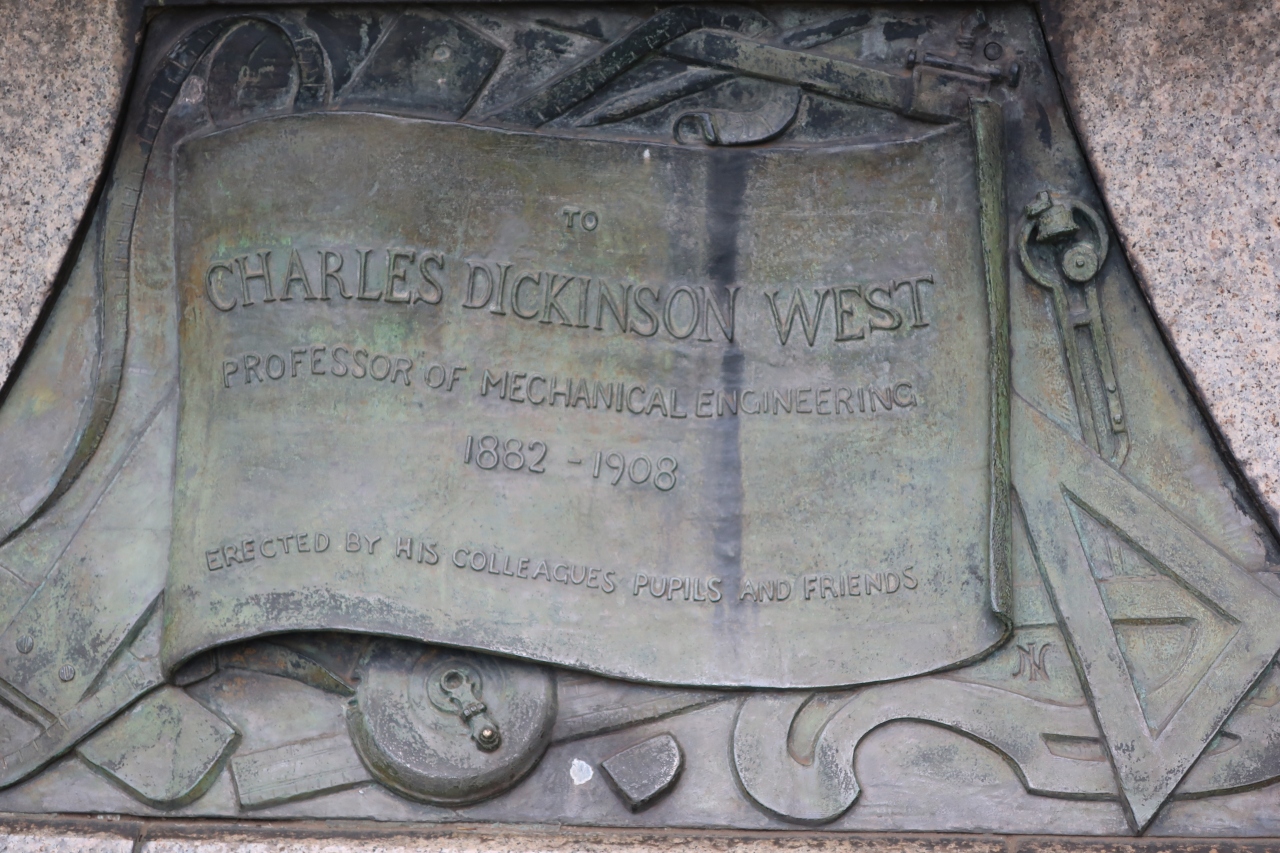 TO
CHARLES DICKINSON WEST
PROFESSOR OF MECHANICAL ENGINEERING
1882 - 1908
ERECTED BY HIS COLLEAGUES PUPILS AND FRIENDS